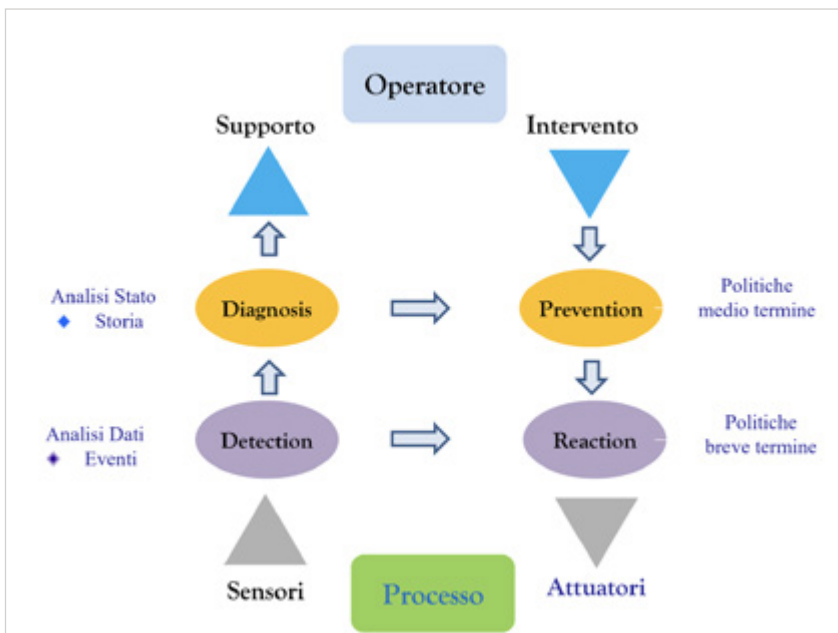 Operatore
Supporto
Intervento
Analisi Stato
Storia
Diagnosis
Prevention
Politiche
medio termine
Analisi Dati
Eventi
Detection
Reaction
Politiche
breve termine
Sensori
Processo
Attuatori